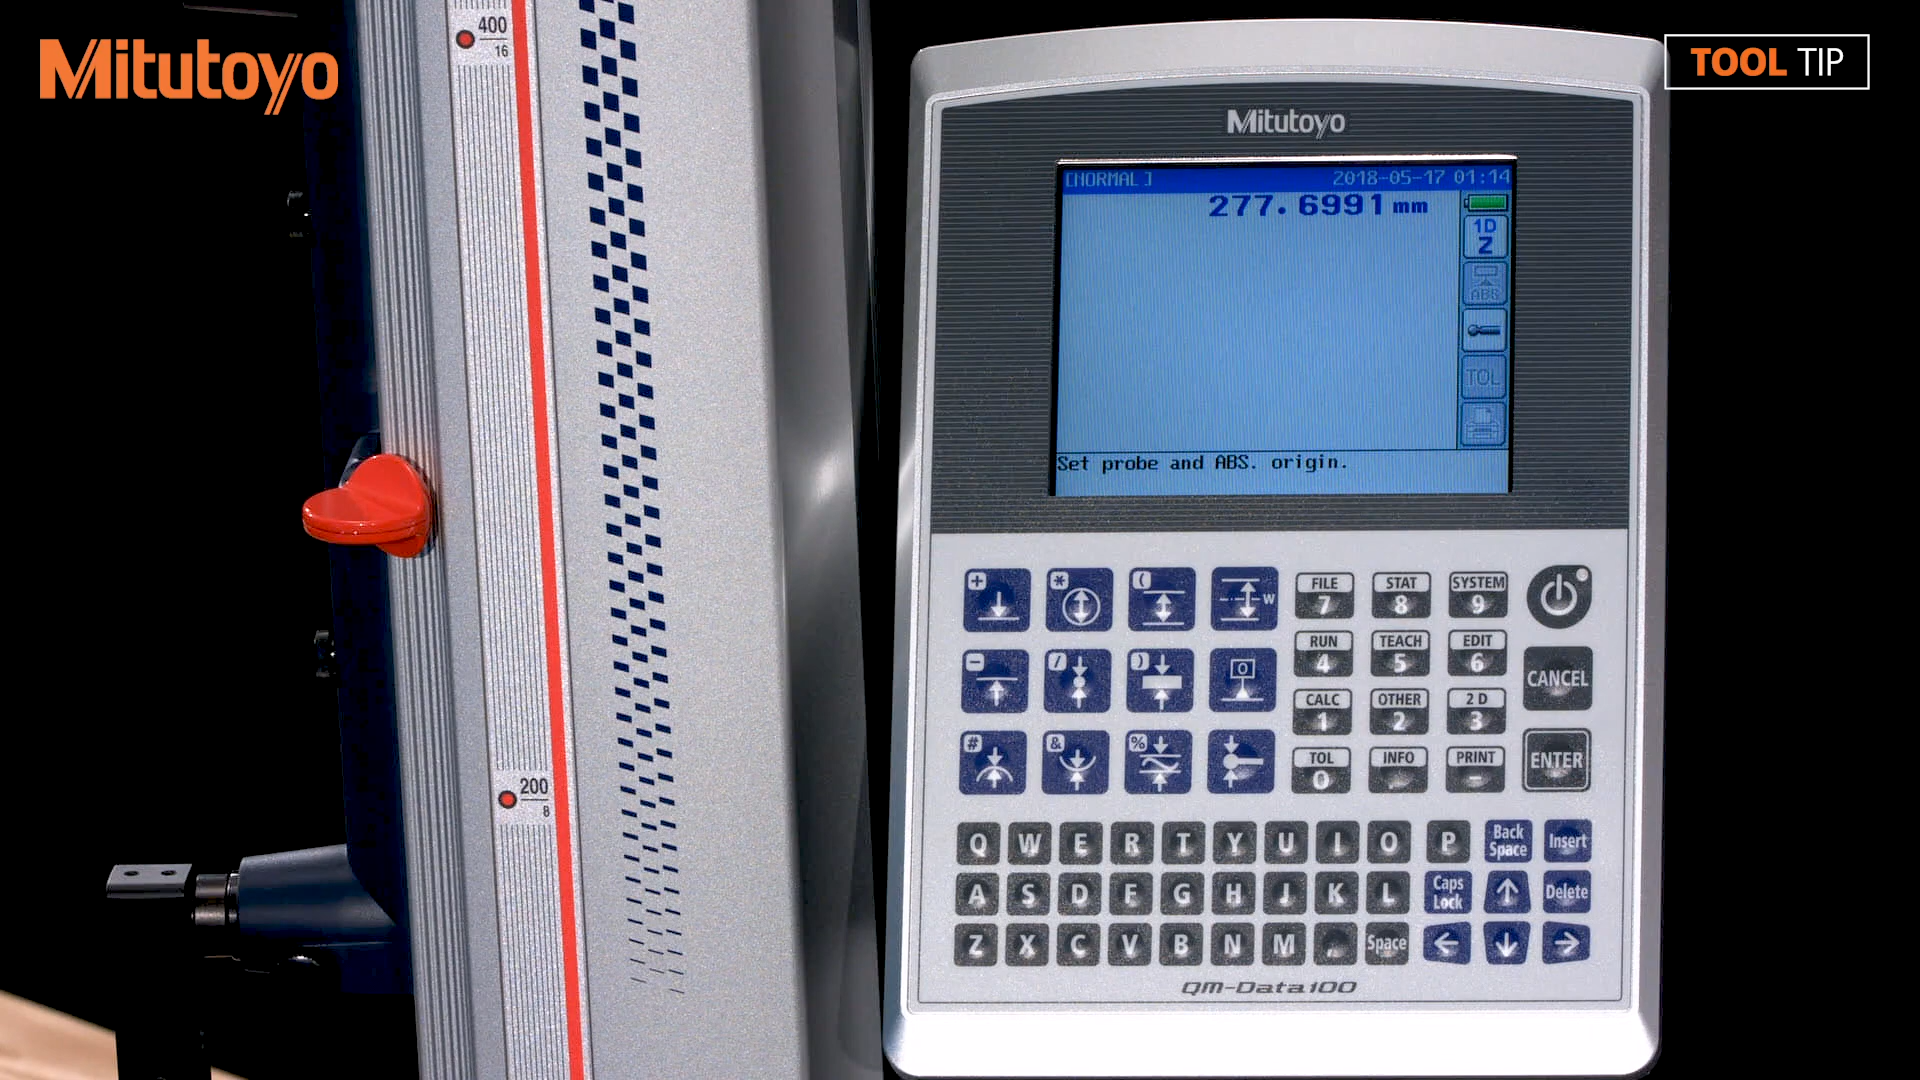 Mitutoyo
TOOL TIP
400
16
200
8
Mitutoyo
[NORMAL] 2018-05-17 01:14
277.6991 mm
1D
Z
ABS
TOL
Set probe and ABS. origin.
+ * (
W
FILE STAT SYSTEM
7 8 9
- / ) 0
RUN TEACH EDIT
4 5 6
CANCEL
# & %
CALC OTHER 2 D
1 2 3
TOL INFO PRINT
0 . -
ENTER
Q W E R T Y U I O P Back Space Insert
A S D F G H J K L Caps Lock ↑ Delete
Z X C V B N M . Space ← ↓ →
QM-Data100